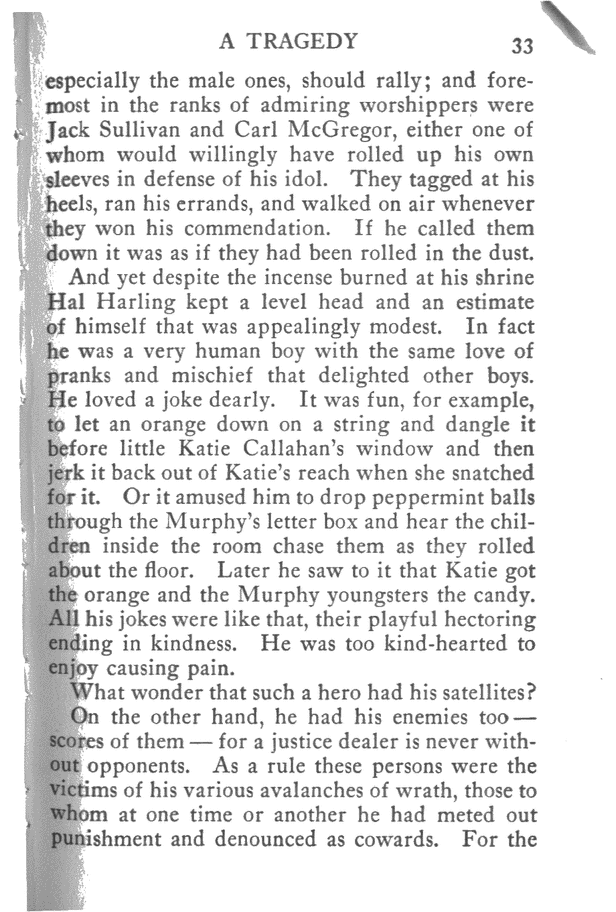 A TRAGEDY 33
especially the male ones, should rally; and fore-
most in the ranks of admiring worshippers were
Jack Sullivan and Carl McGregor, either one of
whom would willingly have rolled up his own
sleeves in defense of his idol. They tagged at his
heels, ran his errands, and walked on air whenever
they won his commendation. If he called them
down it was as if they had been rolled in the dust.
And yet despite the incense burned at his shrine
Hal Harling kept a level head and an estimate
of himself that was appealingly modest. In fact
he was a very human boy with the same love of
pranks and mischief that delighted other boys.
He loved a joke dearly. It was fun, for example,
to let an orange down on a string and dangle it
before little Katie Callahan's window and then
jerk it back out of Katie's reach when she snatched
for it. Or it amused him to drop peppermint balls
through the Murphy's letter box and hear the chil-
dren inside the room chase them as they rolled
about the floor. Later he saw to it that Katie got
the orange and the Murphy youngsters the candy.
All his jokes were like that, their playful hectoring
ending in kindness. He was too kind-hearted to
enjoy causing pain.
What wonder that such a hero had his satellites?
On the other hand, he had his enemies too —
scores of them — for a justice dealer is never with-
out opponents. As a rule these persons were the
victims of his various avalanches of wrath, those to
whom at one time or another he had meted out
punishment and denounced as cowards. For the